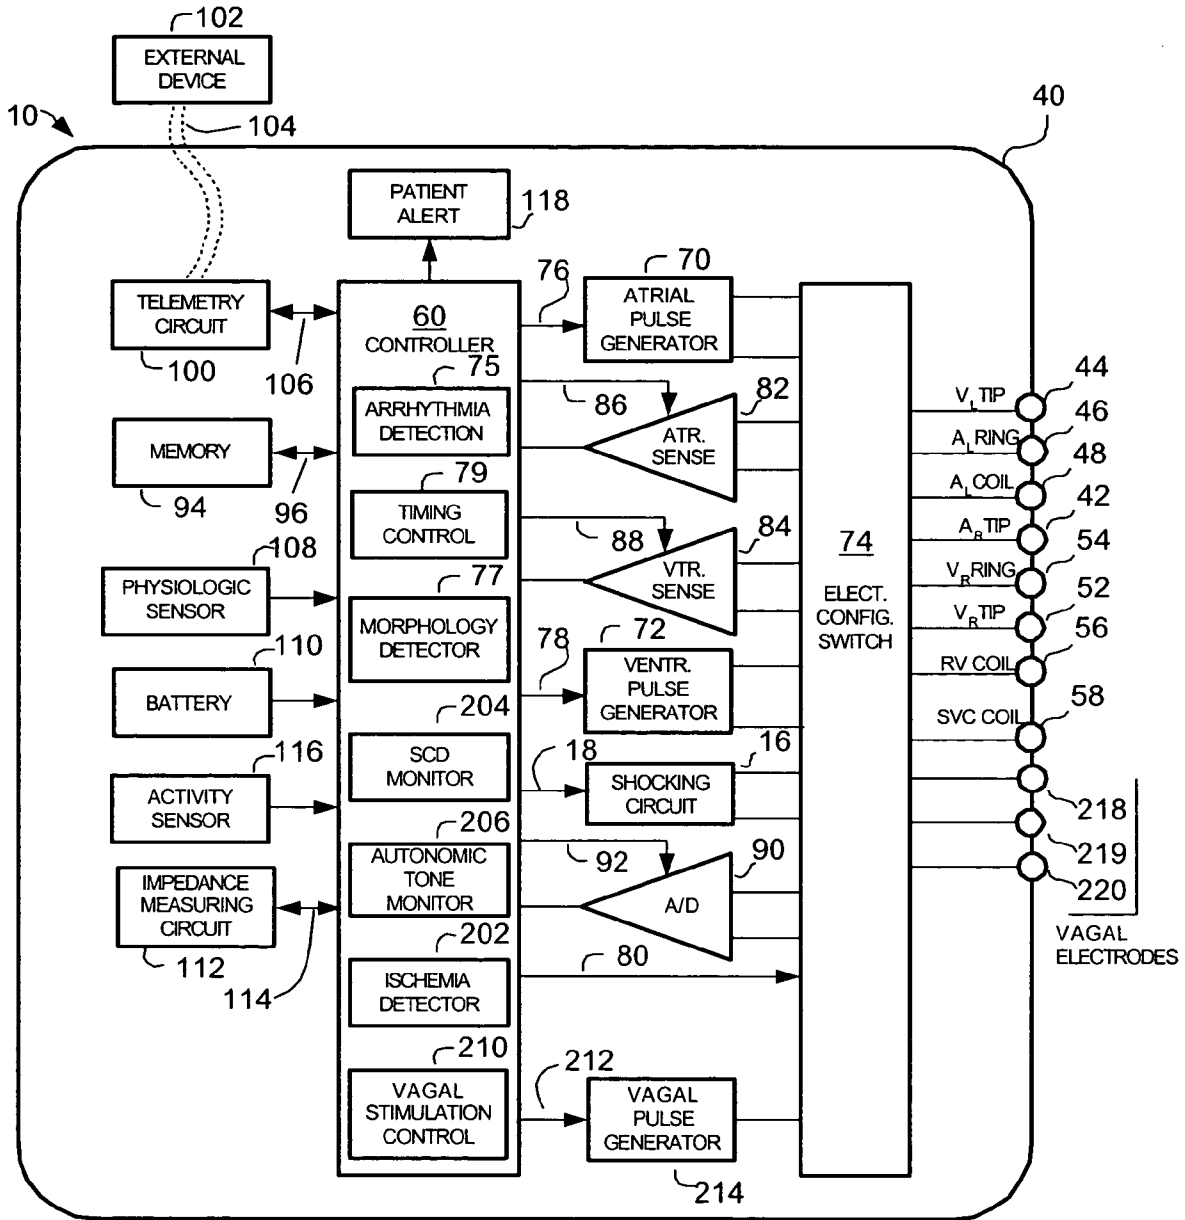 102
EXTERNAL
DEVICE
10
104
40
PATIENT
ALERT
118
TELEMETRY
CIRCUIT
100
106
60
CONTROLLER
76
70
ATRIAL
PULSE
GENERATOR
75
ARRHYTHMIA
DETECTION
86
82
ATR.
SENSE
MEMORY
94
96
79
TIMING
CONTROL
88
84
VTR.
SENSE
74
ELECT.
CONFIG.
SWITCH
108
PHYSIOLOGIC
SENSOR
77
MORPHOLOGY
DETECTOR
78
72
VENTR.
PULSE
GENERATOR
110
BATTERY
204
SCD
MONITOR
18
16
SHOCKING
CIRCUIT
116
ACTIVITY
SENSOR
206
AUTONOMIC
TONE
MONITOR
92
90
A/D
IMPEDANCE
MEASURING
CIRCUIT
112
114
202
ISCHEMIA
DETECTOR
80
210
VAGAL
STIMULATION
CONTROL
212
VAGAL
PULSE
GENERATOR
214
VL TIP
44
AL RING
46
AL COIL
48
AR TIP
42
VR RING
54
VR TIP
52
RV COIL
56
SVC COIL
58
218
219
220
VAGAL
ELECTRODES